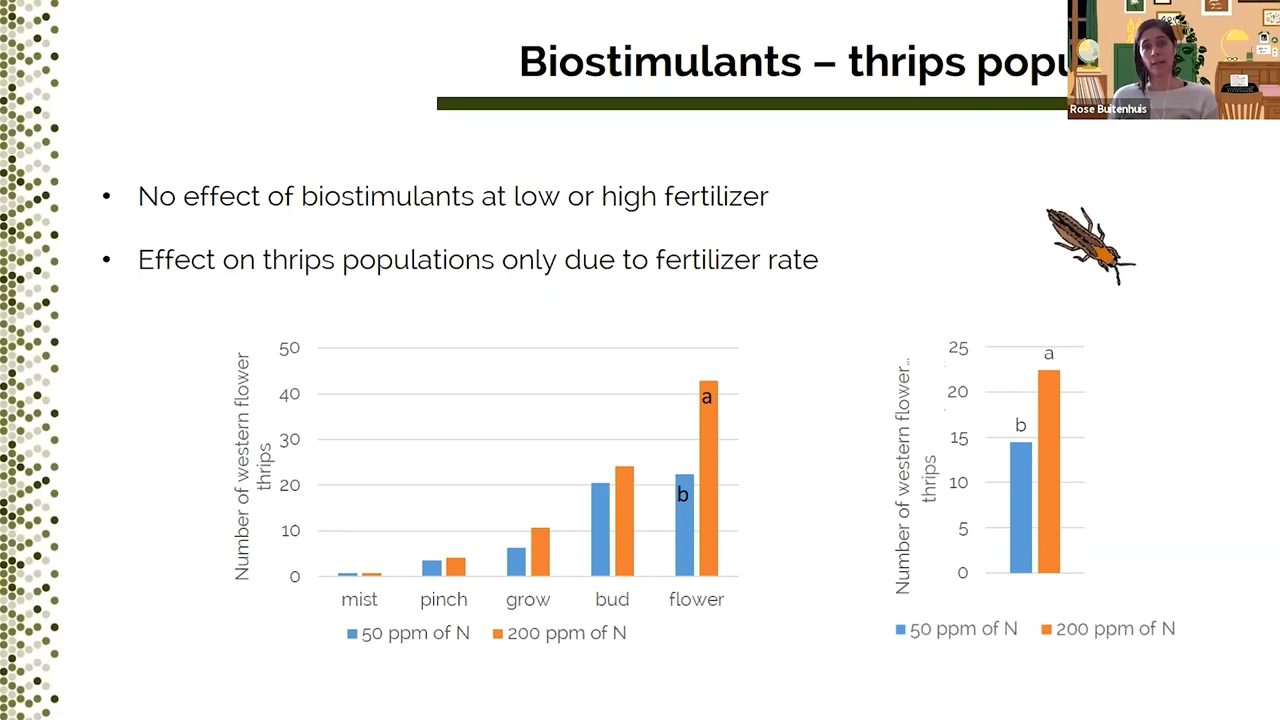 Biostimulants – thrips popu
Rose Buitenhuis
• No effect of biostimulants at low or high fertilizer
• Effect on thrips populations only due to fertilizer rate
Number of western flower
thrips
50
40
30
20
10
0
a
b
mist pinch grow bud flower
50 ppm of N 200 ppm of N
Number of western flower…
thrips
25
20
15
10
5
0
a
b
50 ppm of N 200 ppm of N